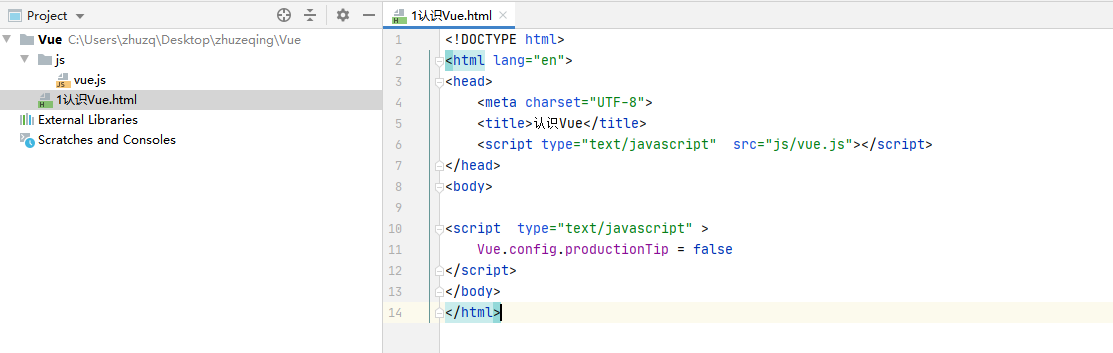 Project
1认识Vue.html
Vue C:\Users\zhuzq\Desktop\zhuzeqing\Vue
js
vue.js
1认识Vue.html
External Libraries
Scratches and Consoles
1 <!DOCTYPE html>
2 <html lang="en">
3 <head>
4 <meta charset="UTF-8">
5 <title>认识Vue</title>
6 <script type="text/javascript"  src="js/vue.js"></script>
7 </head>
8 <body>
9
10 <script  type="text/javascript" >
11 Vue.config.productionTip = false
12 </script>
13 </body>
14 </html>